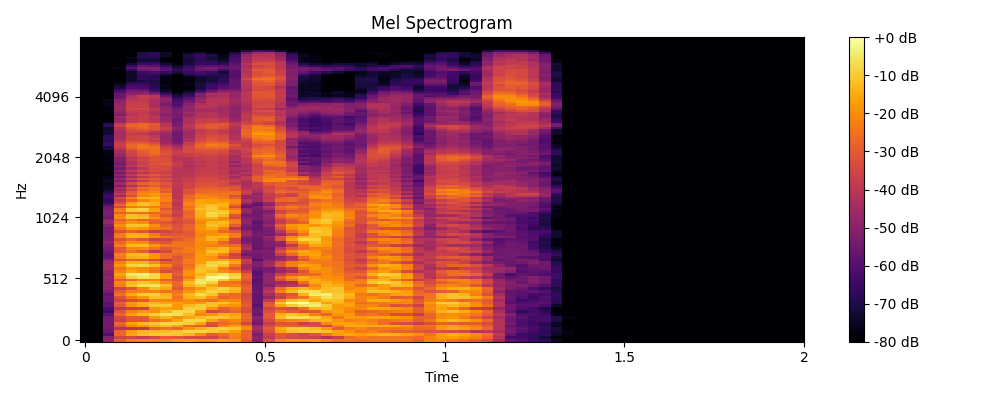 Mel Spectrogram
Hz
4096
2048
1024
512
0
0
0.5
1
1.5
2
Time
+0 dB
-10 dB
-20 dB
-30 dB
-40 dB
-50 dB
-60 dB
-70 dB
-80 dB